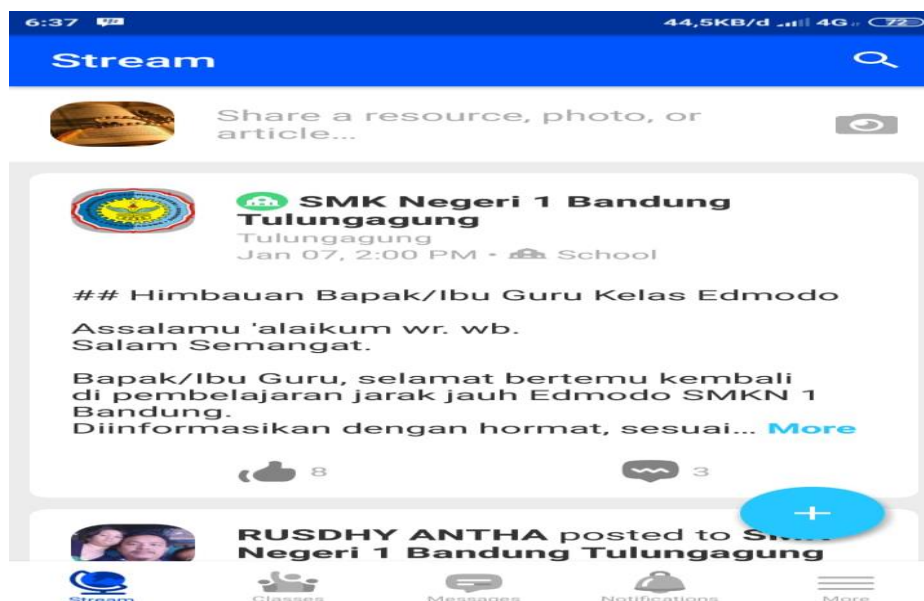 6:37 44,5KB/d 4G 72
Stream
Share a resource, photo, or
article...
SMK Negeri 1 Bandung
Tulungagung
Tulungagung
Jan 07, 2:00 PM • School
## Himbauan Bapak/Ibu Guru Kelas Edmodo
Assalamu 'alaikum wr. wb.
Salam Semangat.
Bapak/Ibu Guru, selamat bertemu kembali
di pembelajaran jarak jauh Edmodo SMKN 1
Bandung.
Diinformasikan dengan hormat, sesuai... More
8 3
RUSDHY ANTHA posted to SMK
Negeri 1 Bandung Tulungagung
Stream Classes Messages Notifications More